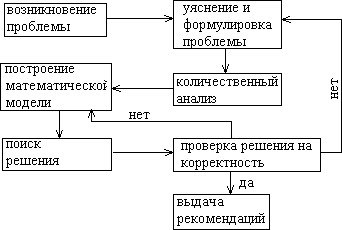 возникновение
проблемы
уяснение и
формулировка
проблемы
построение
математической
модели
количественный
анализ
нет
нет
поиск
решения
проверка решения на
корректность
да
выдача
рекомендаций